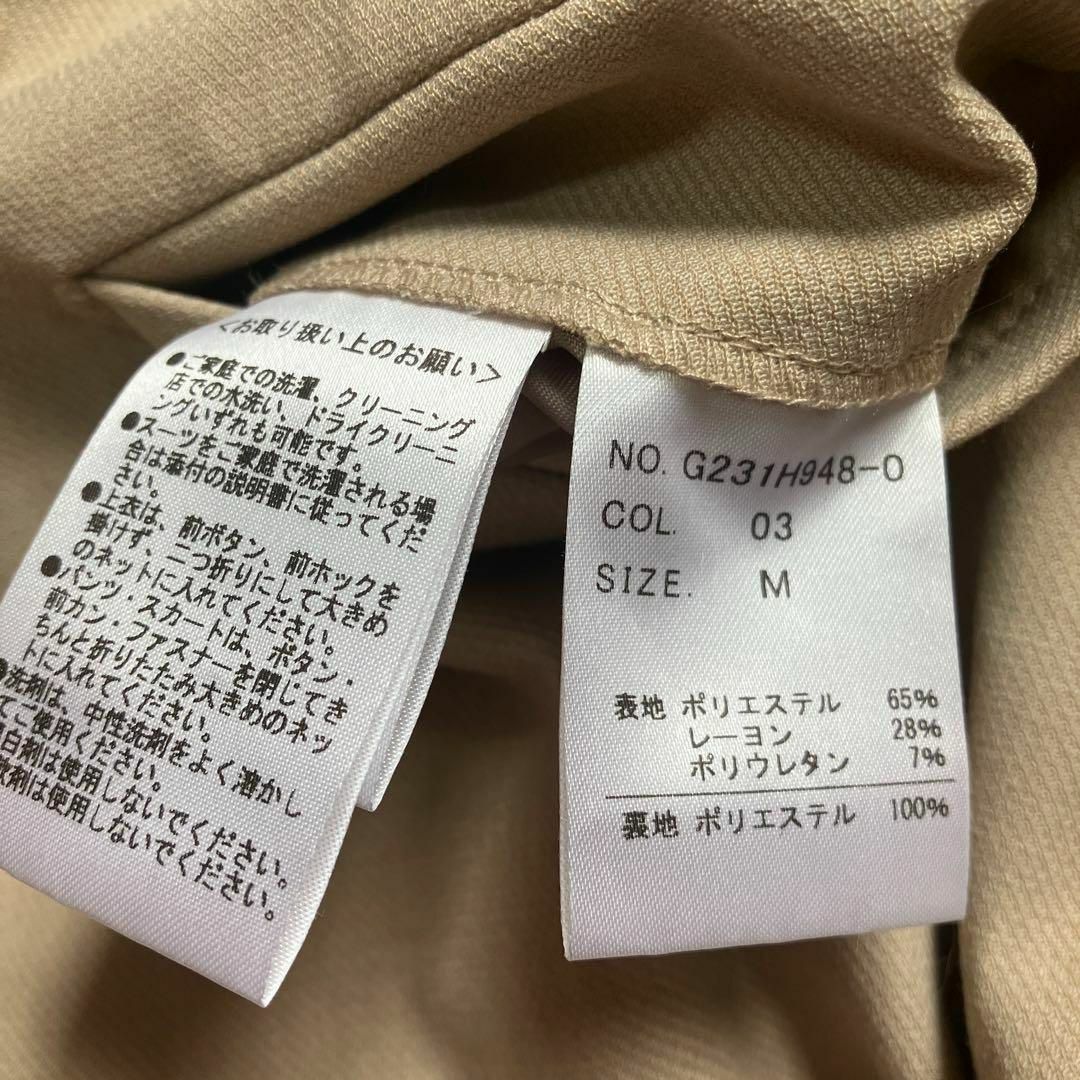 <お取り扱い上のお願い>
●ご家庭での洗濯、クリーニング
店での水洗い、ドライクリーニ
ングいずれも可能です。
●スーツをご家庭で洗濯される場
合は添付の説明書に従ってくだ
さい。
●上衣は、前ボタン、前ホックを
掛けず、二つ折りにして大きめ
のネットに入れてください。
●パンツ・スカートは、ボタン・
前カン・ファスナーを閉じてき
ちんと折りたたみ大きめのネッ
トに入れてください。
●洗剤は、中性洗剤をよく溶かし
てご使用ください。
白剤は使用しないでください。
剤は使用しないでください。
NO. G231H948-0
COL. 03
SIZE. M
表地 ポリエステル 65%
レーヨン 28%
ポリウレタン 7%
裏地 ポリエステル 100%